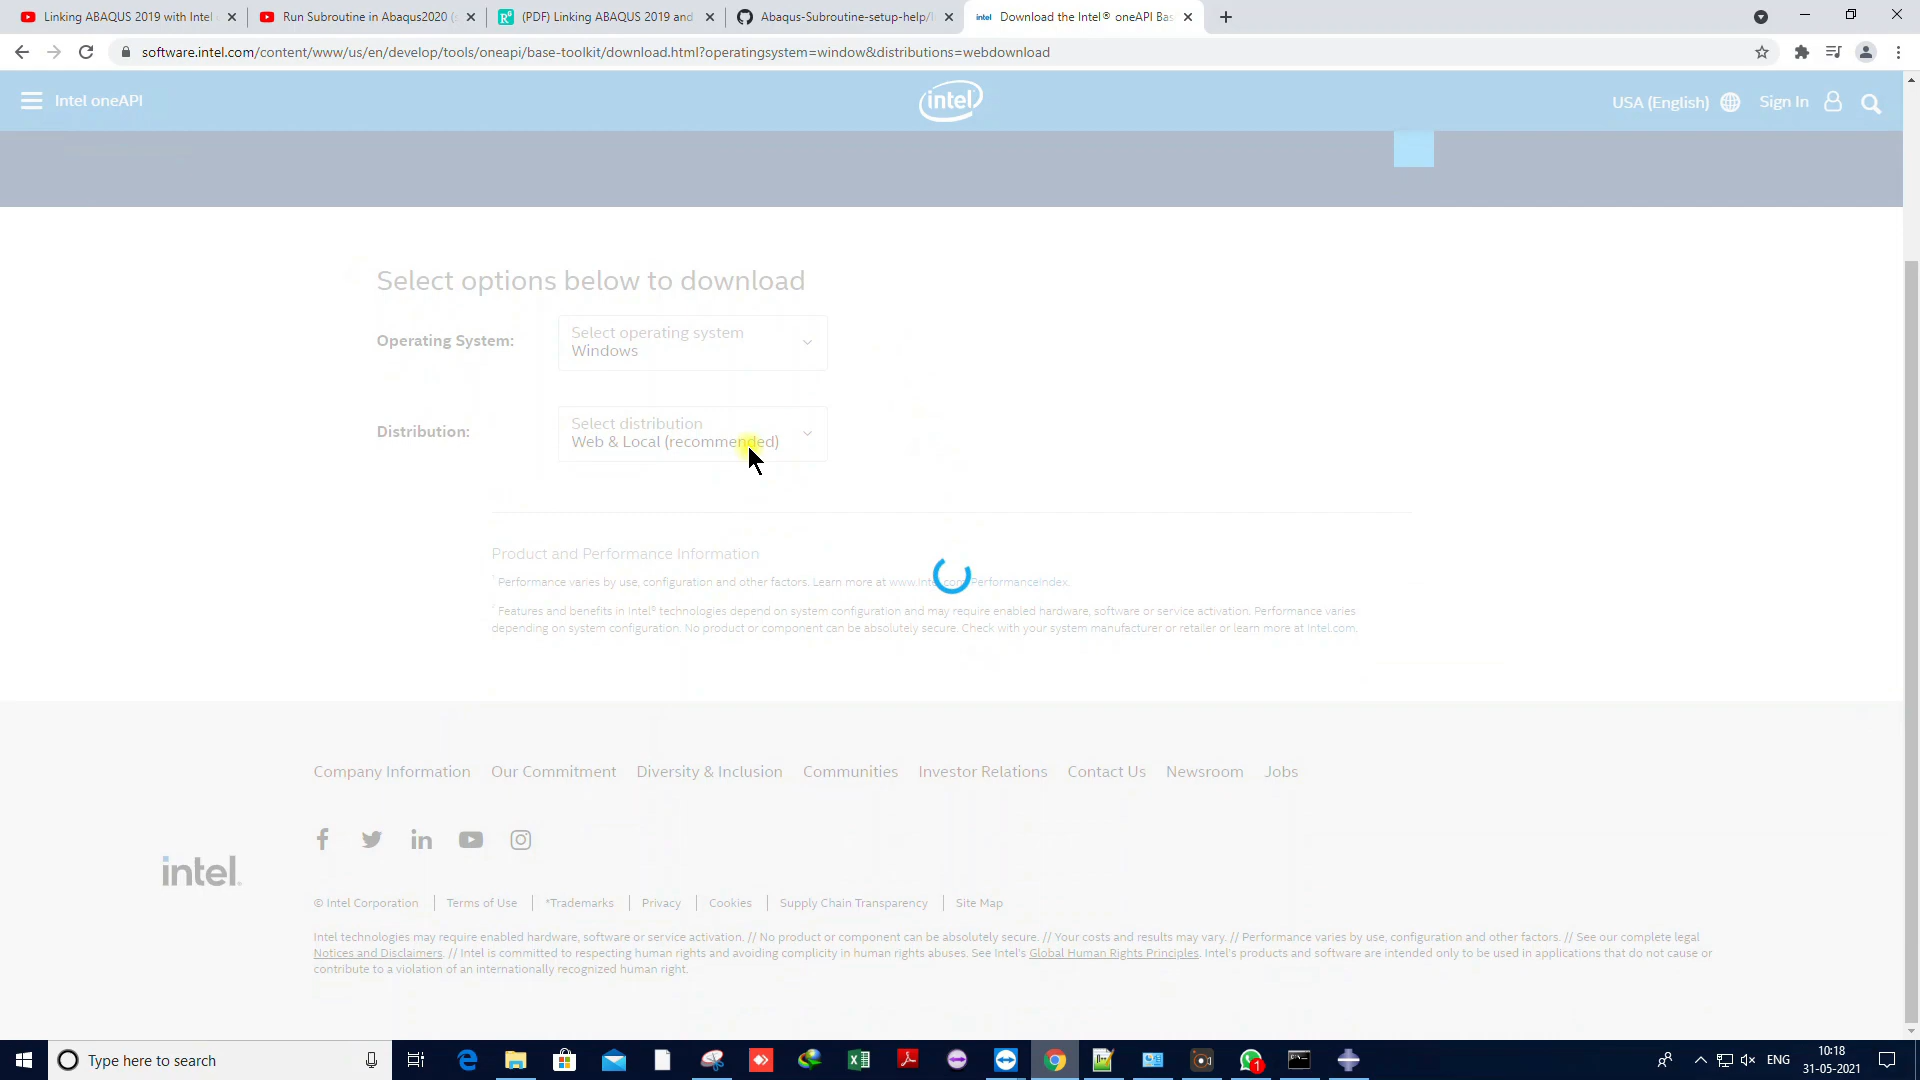 Linking ABAQUS 2019 with Intel
Run Subroutine in Abaqus2020 (
(PDF) Linking ABAQUS 2019 and
Abaqus-Subroutine-setup-help/
intel
Download the Intel® oneAPI Bas
software.intel.com/content/www/us/en/develop/tools/oneapi/base-toolkit/download.html?operatingsystem=window&distributions=webdownload
Intel oneAPI
intel
USA (English)
Sign In
Select options below to download
Operating System:
Select operating system
Windows
Distribution:
Select distribution
Web & Local (recommended)
Product and Performance Information
Performance varies by use, configuration and other factors. Learn more at www.Intel.com/PerformanceIndex.
Features and benefits in Intel® technologies depend on system configuration and may require enabled hardware, software or service activation. Performance varies
depending on system configuration. No product or component can be absolutely secure. Check with your system manufacturer or retailer or learn more at Intel.com.
Company Information
Our Commitment
Diversity & Inclusion
Communities
Investor Relations
Contact Us
Newsroom
Jobs
intel.
© Intel Corporation
Terms of Use
*Trademarks
Privacy
Cookies
Supply Chain Transparency
Site Map
Intel technologies may require enabled hardware, software or service activation. // No product or component can be absolutely secure. // Your costs and results may vary. // Performance varies by use, configuration and other factors. // See our complete legal
Notices and Disclaimers. // Intel is committed to respecting human rights and avoiding complicity in human rights abuses. See Intel's Global Human Rights Principles. Intel's products and software are intended only to be used in applications that do not cause or
contribute to a violation of an internationally recognized human right.
Type here to search
1
ENG
10:18
31-05-2021